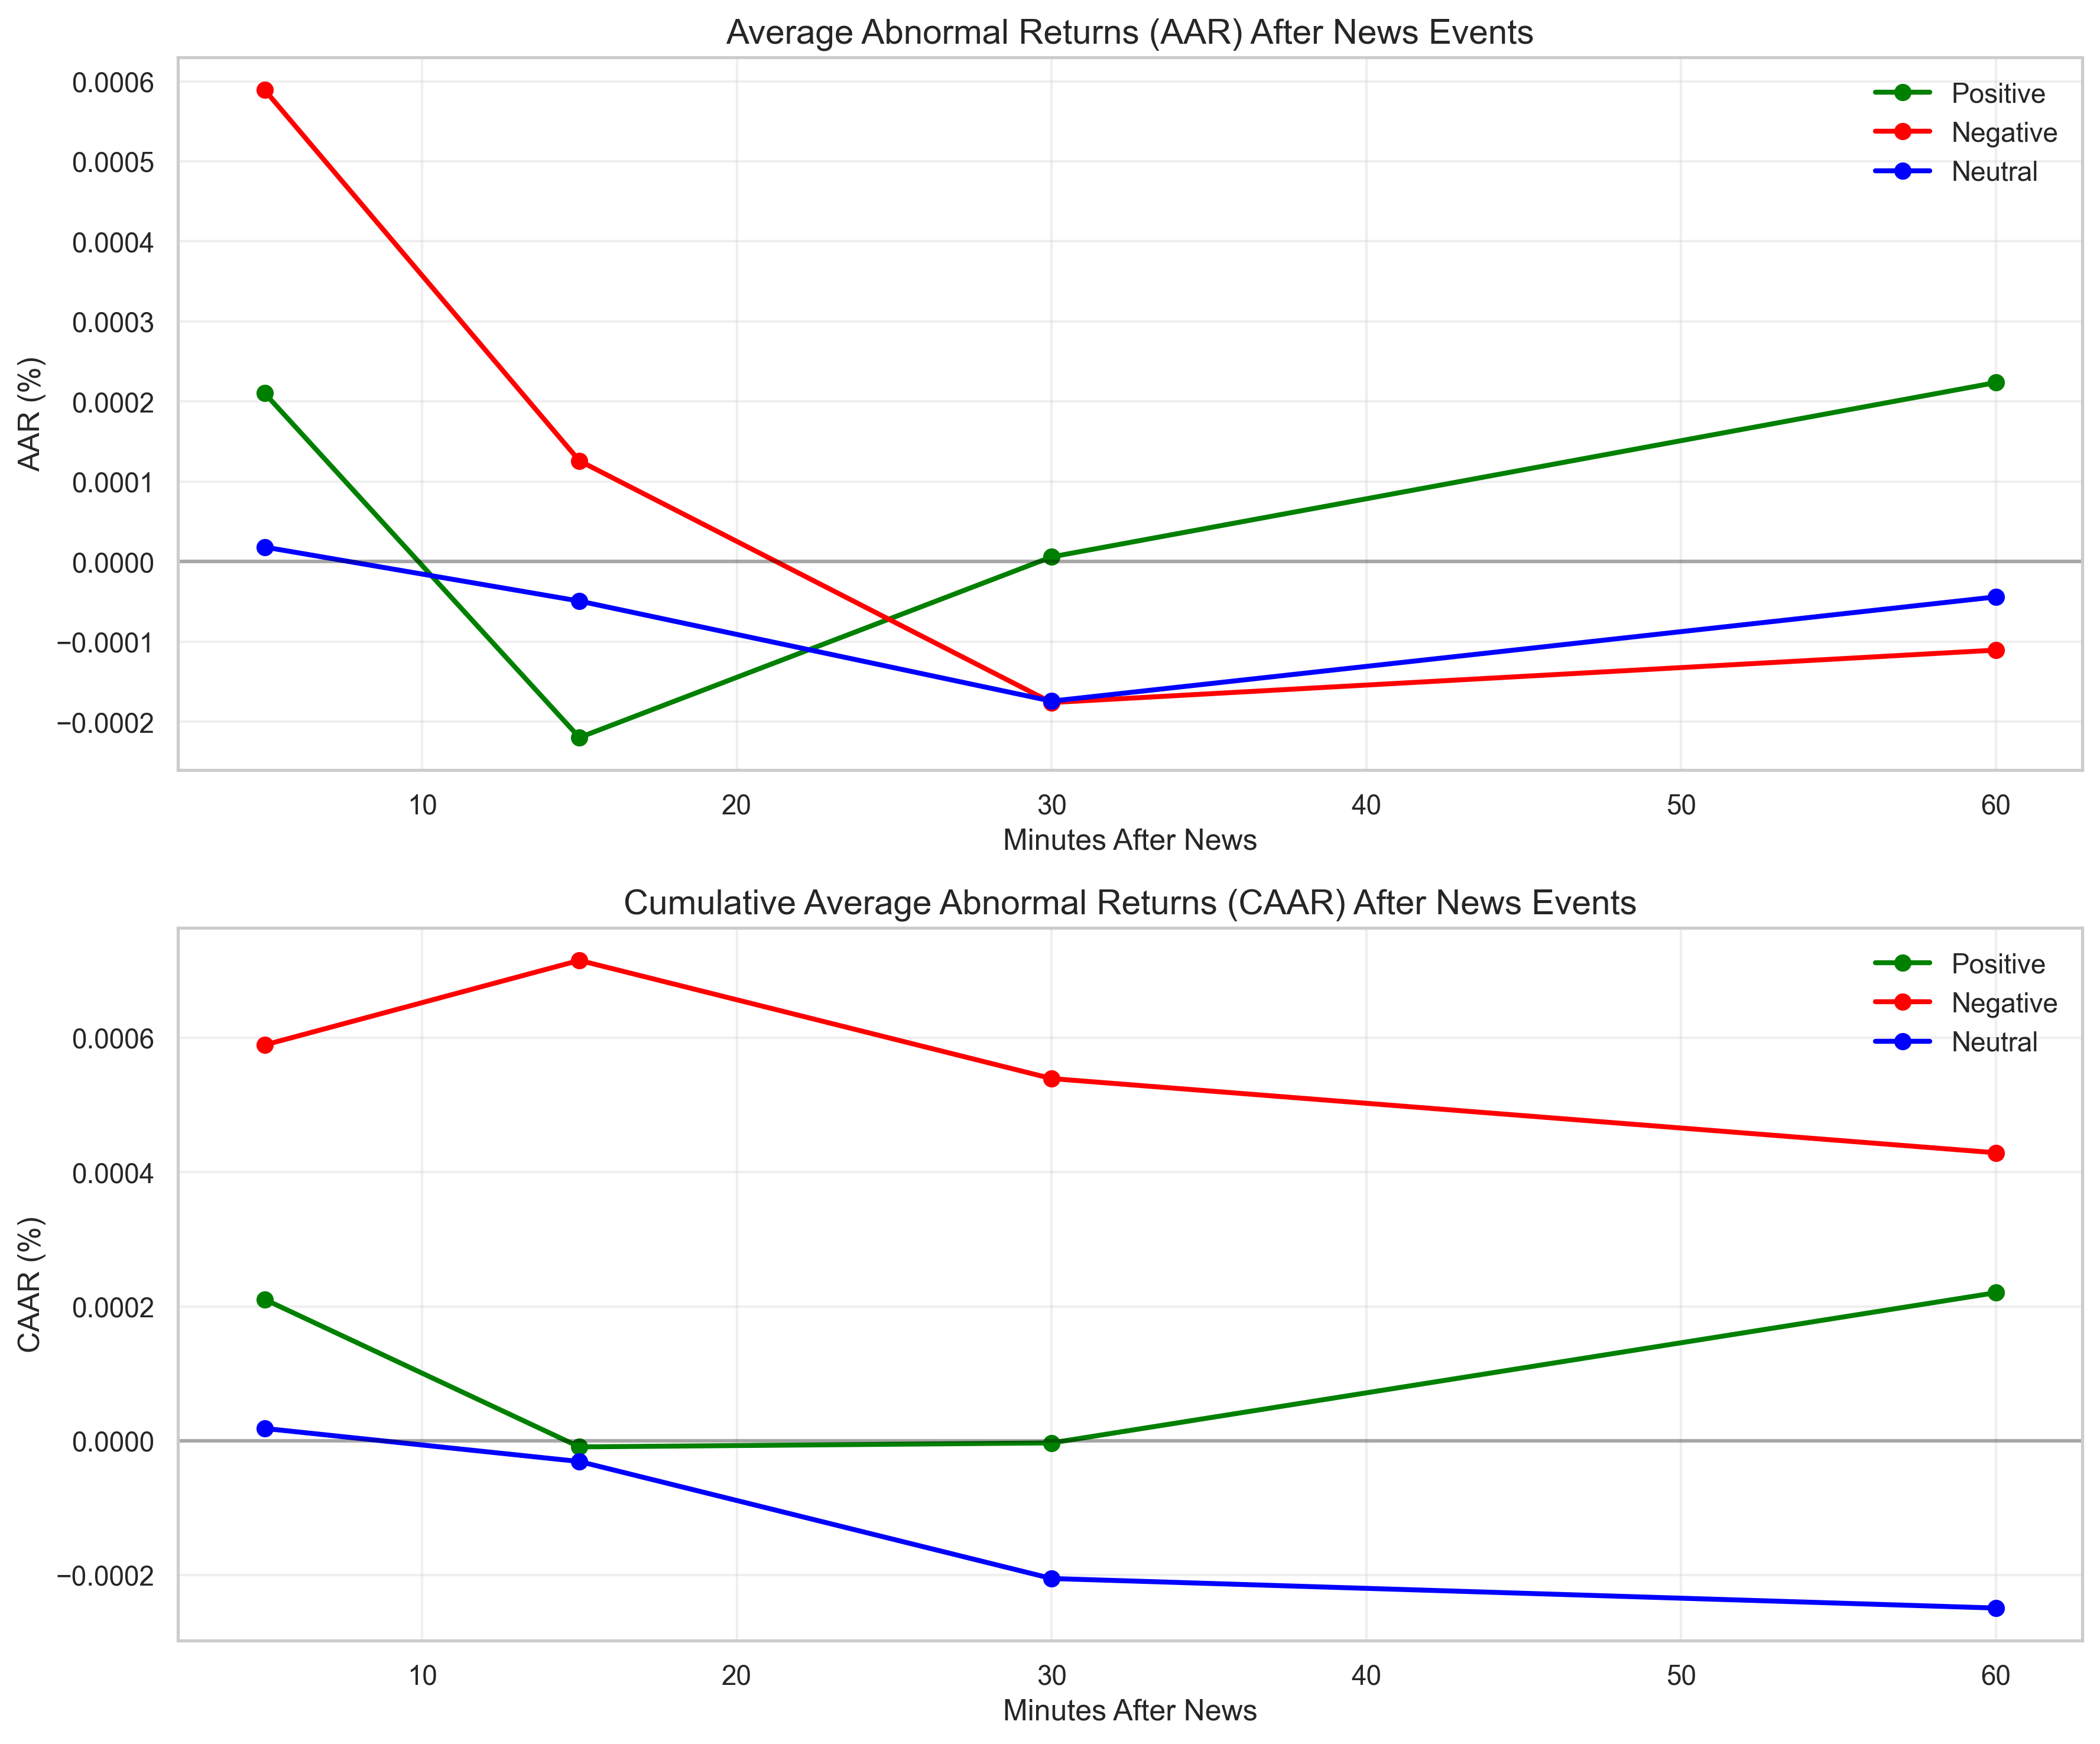 Average Abnormal Returns (AAR) After News Events
0.0006
0.0005
0.0004
0.0003
0.0002
0.0001
0.0000
−0.0001
−0.0002
AAR (%)
Positive
Negative
Neutral
10 20 30 40 50 60
Minutes After News
Cumulative Average Abnormal Returns (CAAR) After News Events
0.0006
0.0004
0.0002
0.0000
−0.0002
CAAR (%)
Positive
Negative
Neutral
10 20 30 40 50 60
Minutes After News